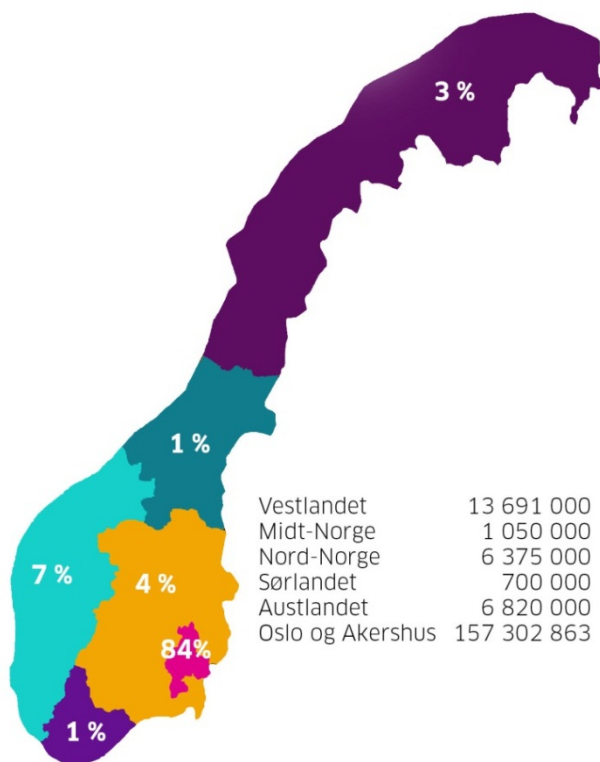 3 %
1 %
7 %
4 %
84%
1 %
Vestlandet 13 691 000
Midt-Norge 1 050 000
Nord-Norge 6 375 000
Sørlandet 700 000
Austlandet 6 820 000
Oslo og Akershus 157 302 863